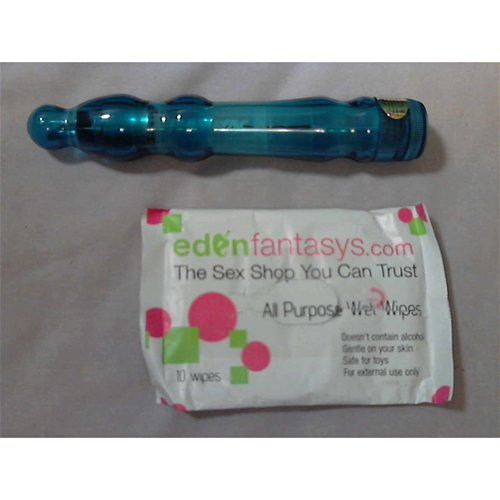 edenfantasys.com
The Sex Shop You Can Trust
All Purpose Wet Wipes
Doesn't contain alcohol
Gentle on your skin
Safe for toys
For external use only
10 wipes